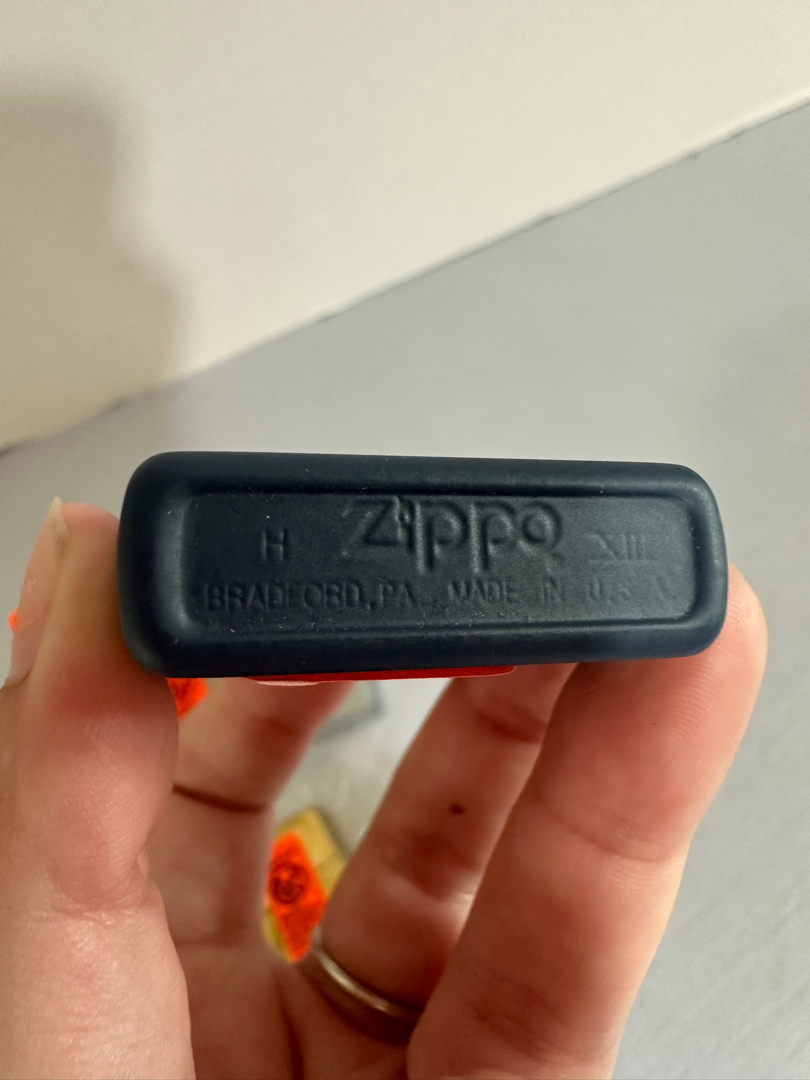 H Zippo XIII
BRADFORD, PA. MADE IN U.S.A.